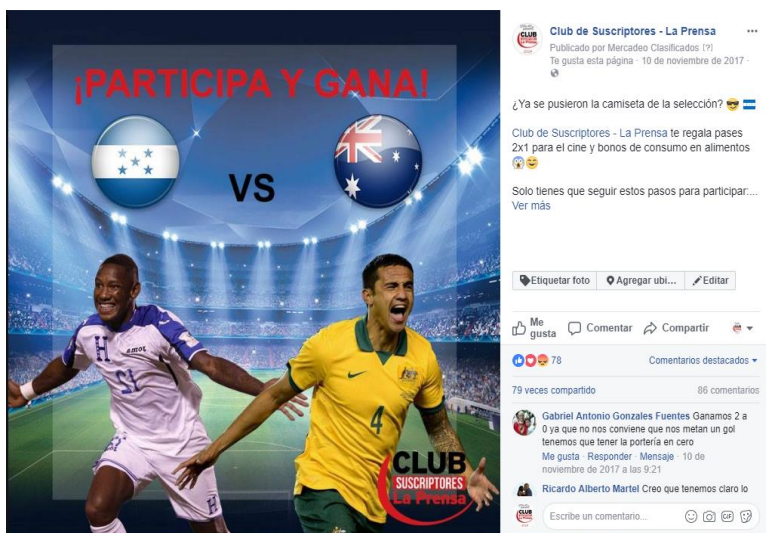 ¡PARTICIPA Y GANA!
VS
H
emot
12
H
4
CLUB
SUSCRIPTORES
La Prensa
Club de Suscriptores - La Prensa
Publicado por Mercadeo Clasificados [?]
Te gusta esta página · 10 de noviembre de 2017 ·
¿Ya se pusieron la camiseta de la selección?
Club de Suscriptores - La Prensa te regala pases
2x1 para el cine y bonos de consumo en alimentos
Solo tienes que seguir estos pasos para participar:...
Ver más
Etiquetar foto
Agregar ubi...
Editar
Me gusta
Comentar
Compartir
78
Comentarios destacados
79 veces compartido
86 comentarios
Gabriel Antonio Gonzales Fuentes Ganamos 2 a
0 ya que no nos conviene que nos metan un gol
tenemos que tener la portería en cero
Me gusta · Responder · Mensaje · 10 de
noviembre de 2017 a las 9:21
Ricardo Alberto Martel Creo que tenemos claro lo
Escribe un comentario...
GIF